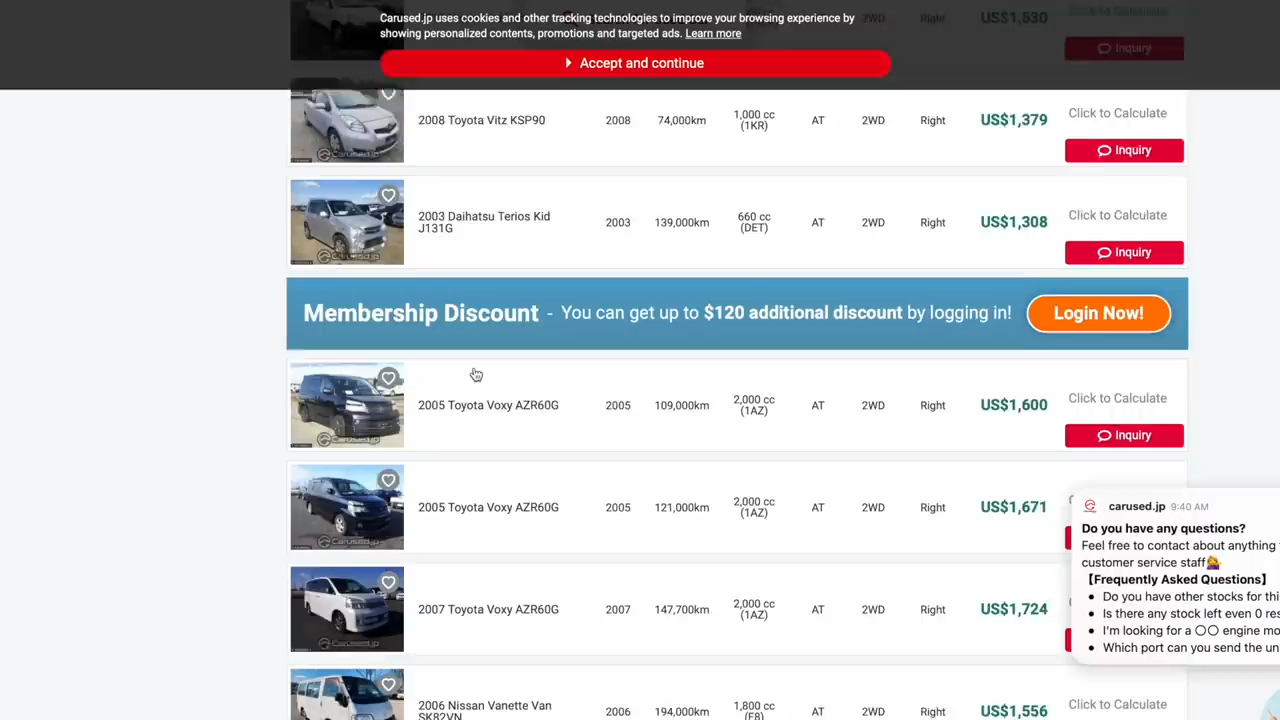 Carused.jp uses cookies and other tracking technologies to improve your browsing experience by
showing personalized contents, promotions and targeted ads. Learn more
Accept and continue
2WD Right US$1,530 Click to Calculate
Inquiry
2008 Toyota Vitz KSP90 2008 74,000km 1,000 cc (1KR) AT 2WD Right US$1,379 Click to Calculate
Inquiry
2003 Daihatsu Terios Kid
J131G
2003 139,000km 660 cc (DET) AT 2WD Right US$1,308 Click to Calculate
Inquiry
Membership Discount - You can get up to $120 additional discount by logging in! Login Now!
2005 Toyota Voxy AZR60G 2005 109,000km 2,000 cc (1AZ) AT 2WD Right US$1,600 Click to Calculate
Inquiry
2005 Toyota Voxy AZR60G 2005 121,000km 2,000 cc (1AZ) AT 2WD Right US$1,671
2007 Toyota Voxy AZR60G 2007 147,700km 2,000 cc (1AZ) AT 2WD Right US$1,724
2006 Nissan Vanette Van
SK82VN
2006 194,000km 1,800 cc (F8) AT 2WD Right US$1,556 Click to Calculate
carused.jp 9:40 AM
Do you have any questions?
Feel free to contact about anything
customer service staff🙋‍♀️
【Frequently Asked Questions】
• Do you have other stocks for thi
• Is there any stock left even 0 res
• I'm looking for a ○○ engine mo
• Which port can you send the un